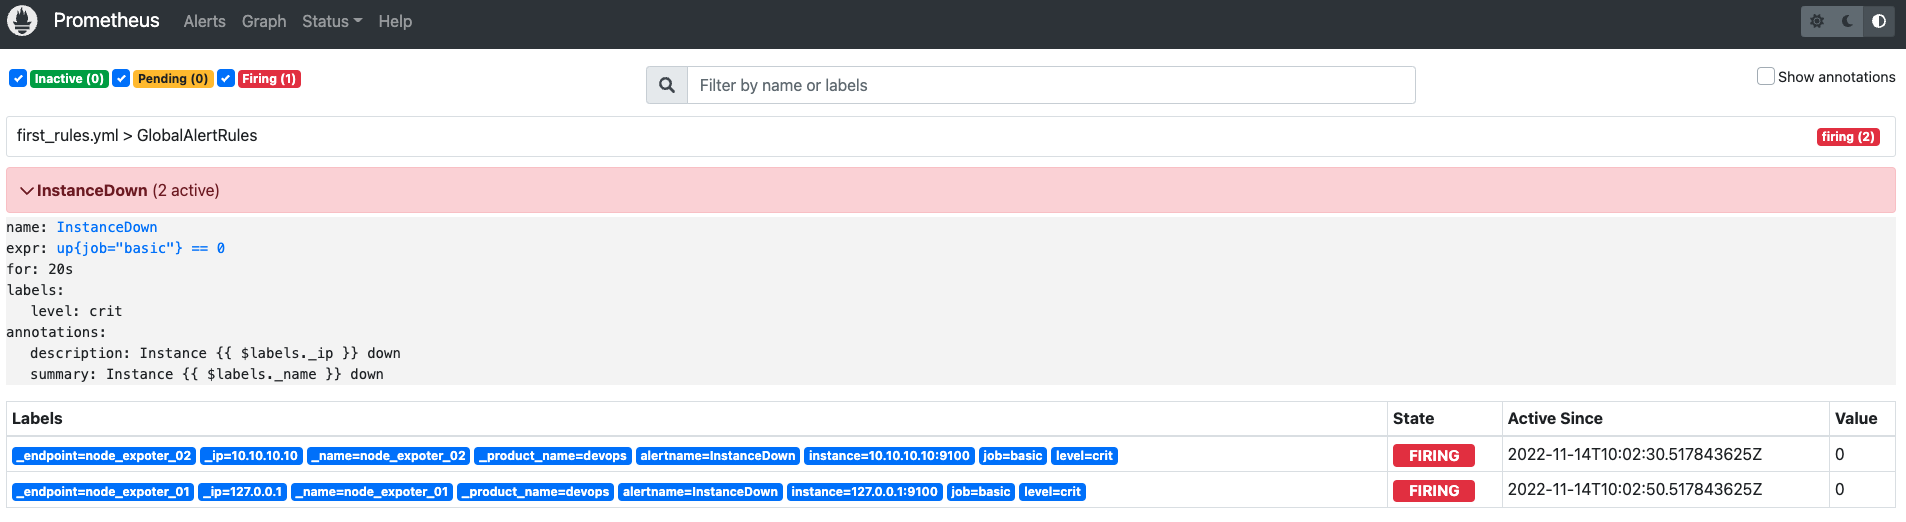 Prometheus Alerts Graph Status Help
Inactive (0) Pending (0) Firing (1) Filter by name or labels Show annotations
first_rules.yml > GlobalAlertRules firing (2)
InstanceDown (2 active)
name: InstanceDown
expr: up{job="basic"} == 0
for: 20s
labels:
level: crit
annotations:
description: Instance {{ $labels._ip }} down
summary: Instance {{ $labels._name }} down
Labels State Active Since Value
_endpoint=node_expoter_02 _ip=10.10.10.10 _name=node_expoter_02 _product_name=devops alertname=InstanceDown instance=10.10.10.10:9100 job=basic level=crit FIRING 2022-11-14T10:02:30.517843625Z 0
_endpoint=node_expoter_01 _ip=127.0.0.1 _name=node_expoter_01 _product_name=devops alertname=InstanceDown instance=127.0.0.1:9100 job=basic level=crit FIRING 2022-11-14T10:02:50.517843625Z 0